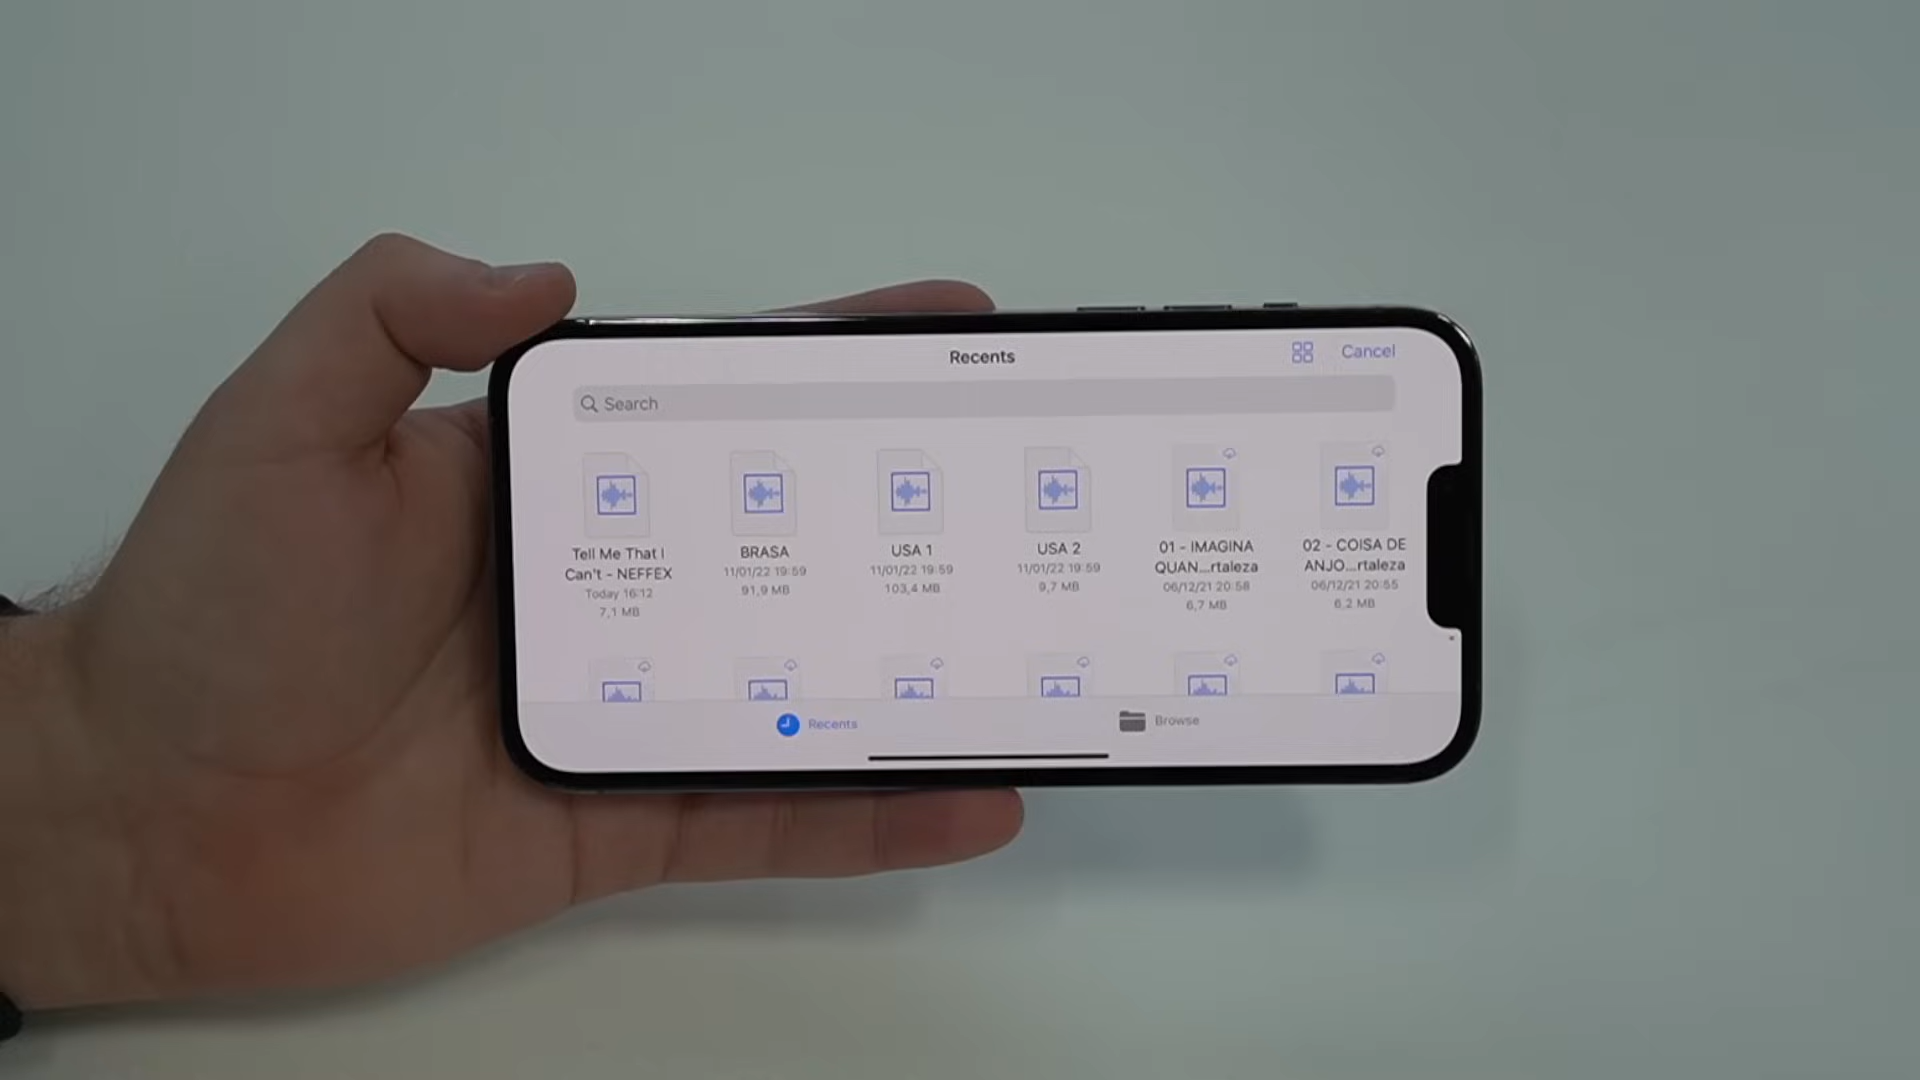 Recents
Cancel
Search
Tell Me That I
Can't - NEFFEX
Today 16:12
7,1 MB
BRASA
11/01/22 19:59
91,9 MB
USA 1
11/01/22 19:59
103,4 MB
USA 2
11/01/22 19:59
9,7 MB
01 - IMAGINA
QUAN...rtaleza
06/12/21 20:58
6,7 MB
02 - COISA DE
ANJO...rtaleza
06/12/21 20:55
6,2 MB
Recents
Browse